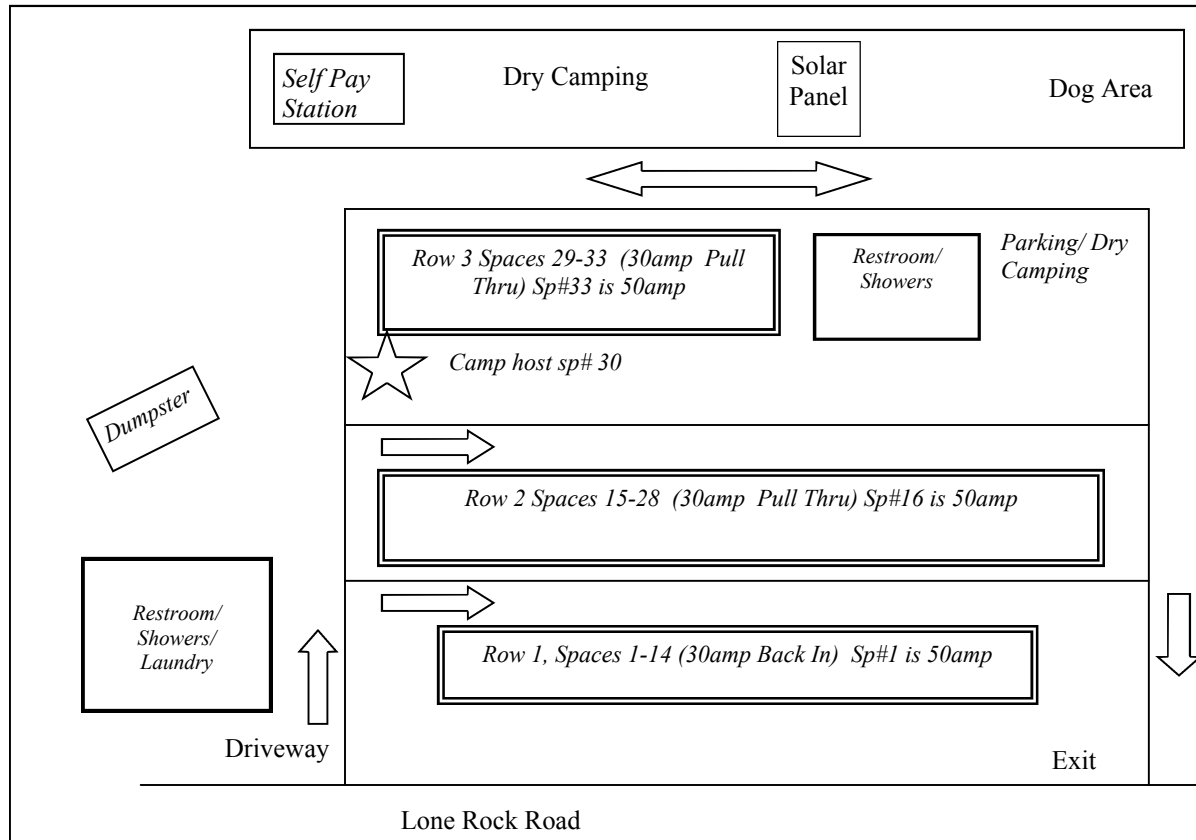 Self Pay
Station
Dry Camping
Solar
Panel
Dog Area
Row 3 Spaces 29-33  (30amp  Pull
Thru) Sp#33 is 50amp
Restroom/
Showers
Parking/ Dry
Camping
Camp host sp# 30
Dumpster
Row 2 Spaces 15-28  (30amp  Pull Thru) Sp#16 is 50amp
Restroom/
Showers/
Laundry
Row 1, Spaces 1-14 (30amp Back In)  Sp#1 is 50amp
Driveway
Exit
Lone Rock Road